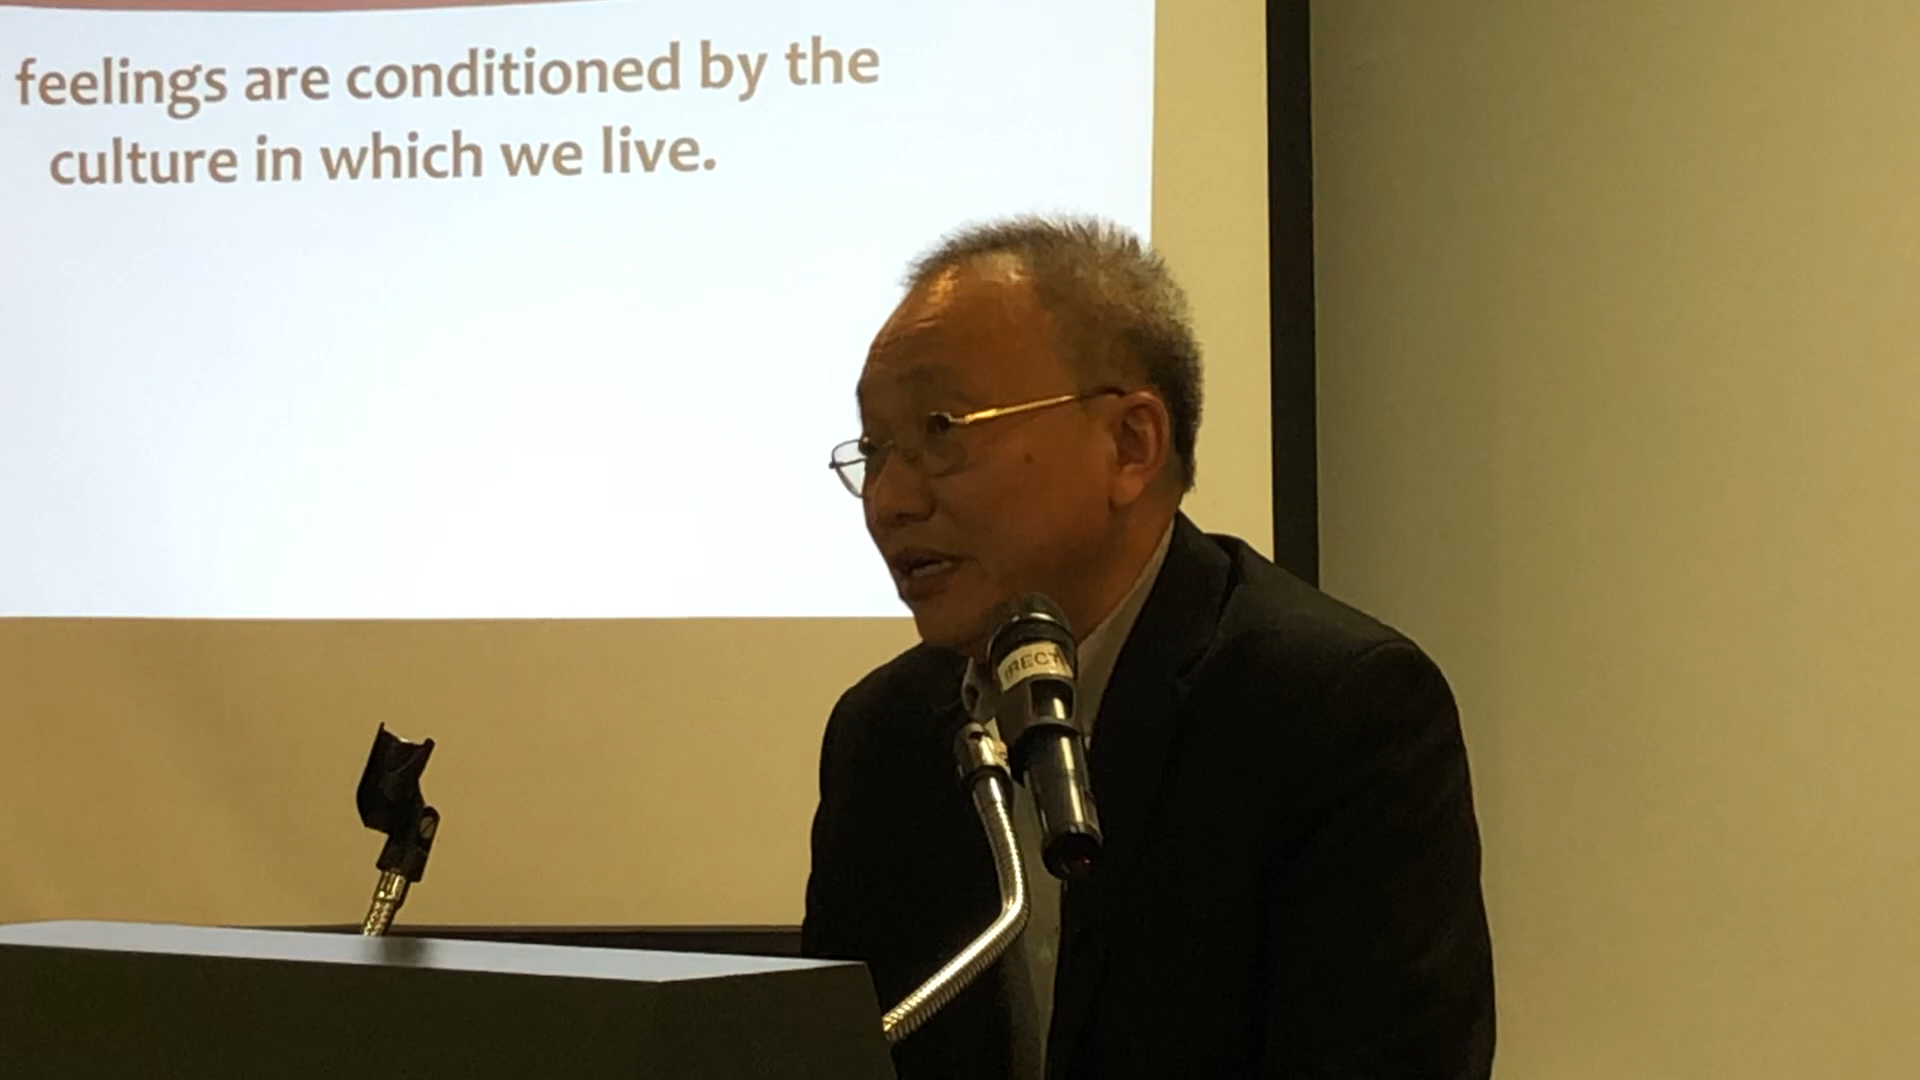 feelings are conditioned by the
culture in which we live.